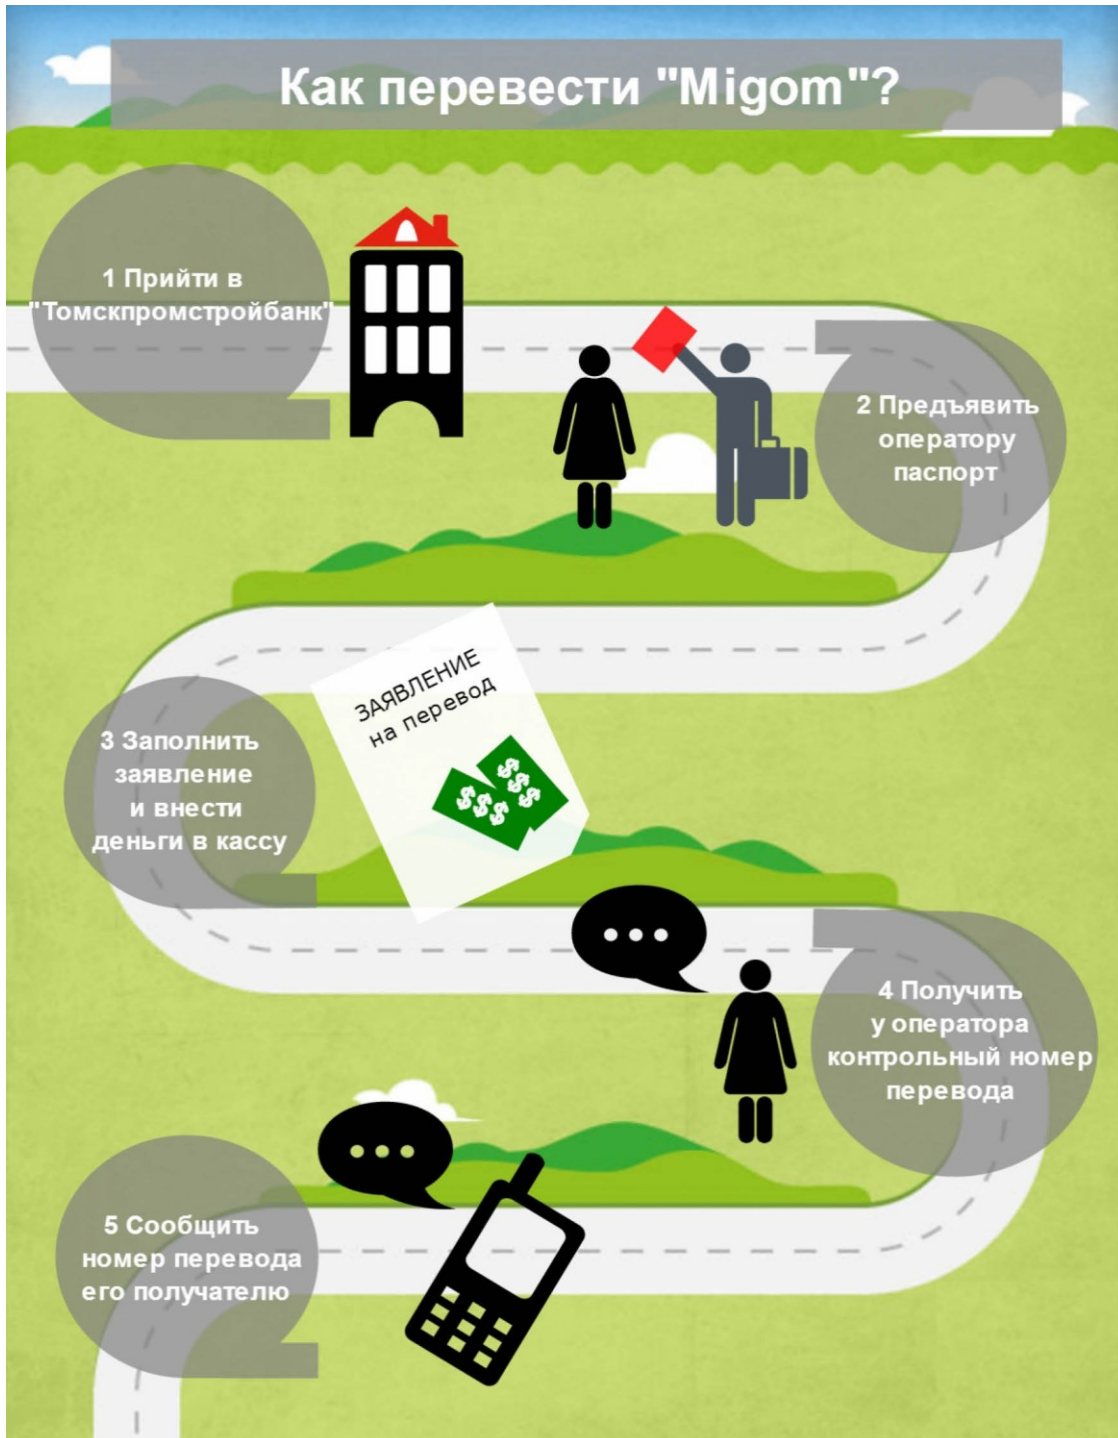 Как перевести "Migom"?
1 Прийти в
"Томскпромстройбанк"
2 Предъявить
оператору
паспорт
ЗАЯВЛЕНИЕ
на перевод
3 Заполнить
заявление
и внести
деньги в кассу
$ $ $
$ $ $
4 Получить
у оператора
контрольный номер
перевода
5 Сообщить
номер перевода
его получателю